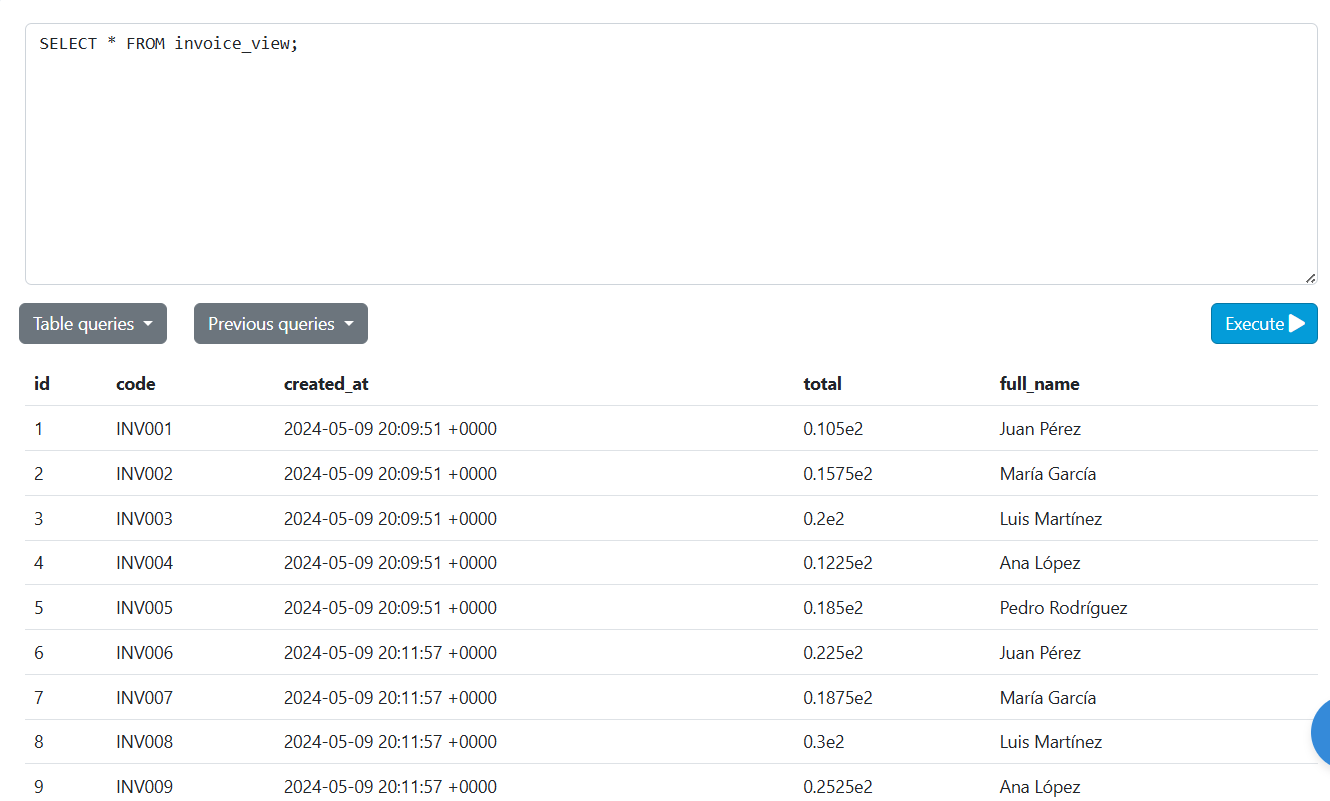 SELECT * FROM invoice_view;
Table queries Previous queries Execute
id code created_at total full_name
1 INV001 2024-05-09 20:09:51 +0000 0.105e2 Juan Pérez
2 INV002 2024-05-09 20:09:51 +0000 0.1575e2 María García
3 INV003 2024-05-09 20:09:51 +0000 0.2e2 Luis Martínez
4 INV004 2024-05-09 20:09:51 +0000 0.1225e2 Ana López
5 INV005 2024-05-09 20:09:51 +0000 0.185e2 Pedro Rodríguez
6 INV006 2024-05-09 20:11:57 +0000 0.225e2 Juan Pérez
7 INV007 2024-05-09 20:11:57 +0000 0.1875e2 María García
8 INV008 2024-05-09 20:11:57 +0000 0.3e2 Luis Martínez
9 INV009 2024-05-09 20:11:57 +0000 0.2525e2 Ana López